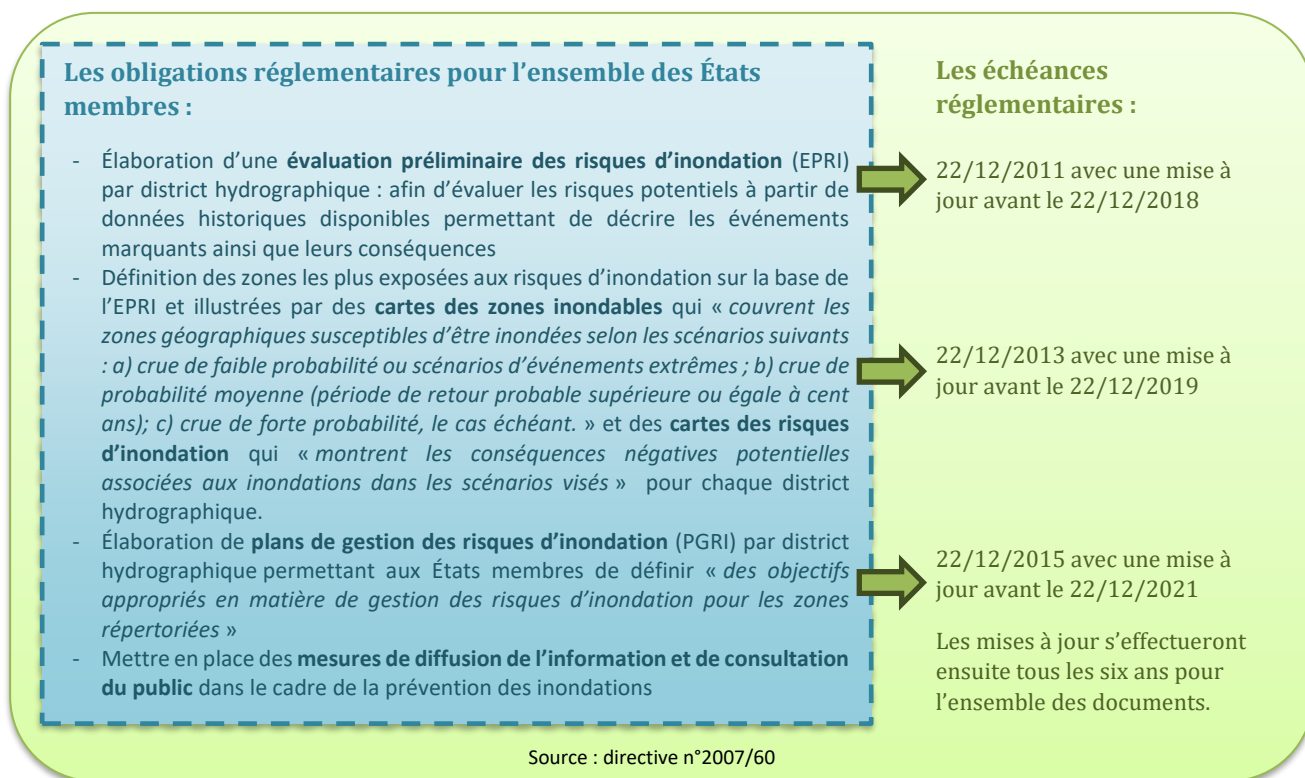 Les obligations réglementaires pour l'ensemble des États
membres :
- Élaboration d'une évaluation préliminaire des risques d'inondation (EPRI)
par district hydrographique : afin d'évaluer les risques potentiels à partir de
données historiques disponibles permettant de décrire les événements
marquants ainsi que leurs conséquences
- Définition des zones les plus exposées aux risques d'inondation sur la base de
l'EPRI et illustrées par des cartes des zones inondables qui « couvrent les
zones géographiques susceptibles d'être inondées selon les scénarios suivants
: a) crue de faible probabilité ou scénarios d'événements extrêmes ; b) crue de
probabilité moyenne (période de retour probable supérieure ou égale à cent
ans); c) crue de forte probabilité, le cas échéant. » et des cartes des risques
d'inondation qui « montrent les conséquences négatives potentielles
associées aux inondations dans les scénarios visés » pour chaque district
hydrographique.
- Élaboration de plans de gestion des risques d'inondation (PGRI) par district
hydrographique permettant aux États membres de définir « des objectifs
appropriés en matière de gestion des risques d'inondation pour les zones
répertoriées »
- Mettre en place des mesures de diffusion de l'information et de consultation
du public dans le cadre de la prévention des inondations
Les échéances
réglementaires :
22/12/2011 avec une mise à
jour avant le 22/12/2018
22/12/2013 avec une mise à
jour avant le 22/12/2019
22/12/2015 avec une mise à
jour avant le 22/12/2021
Les mises à jour s'effectueront
ensuite tous les six ans pour
l'ensemble des documents.
Source : directive n°2007/60